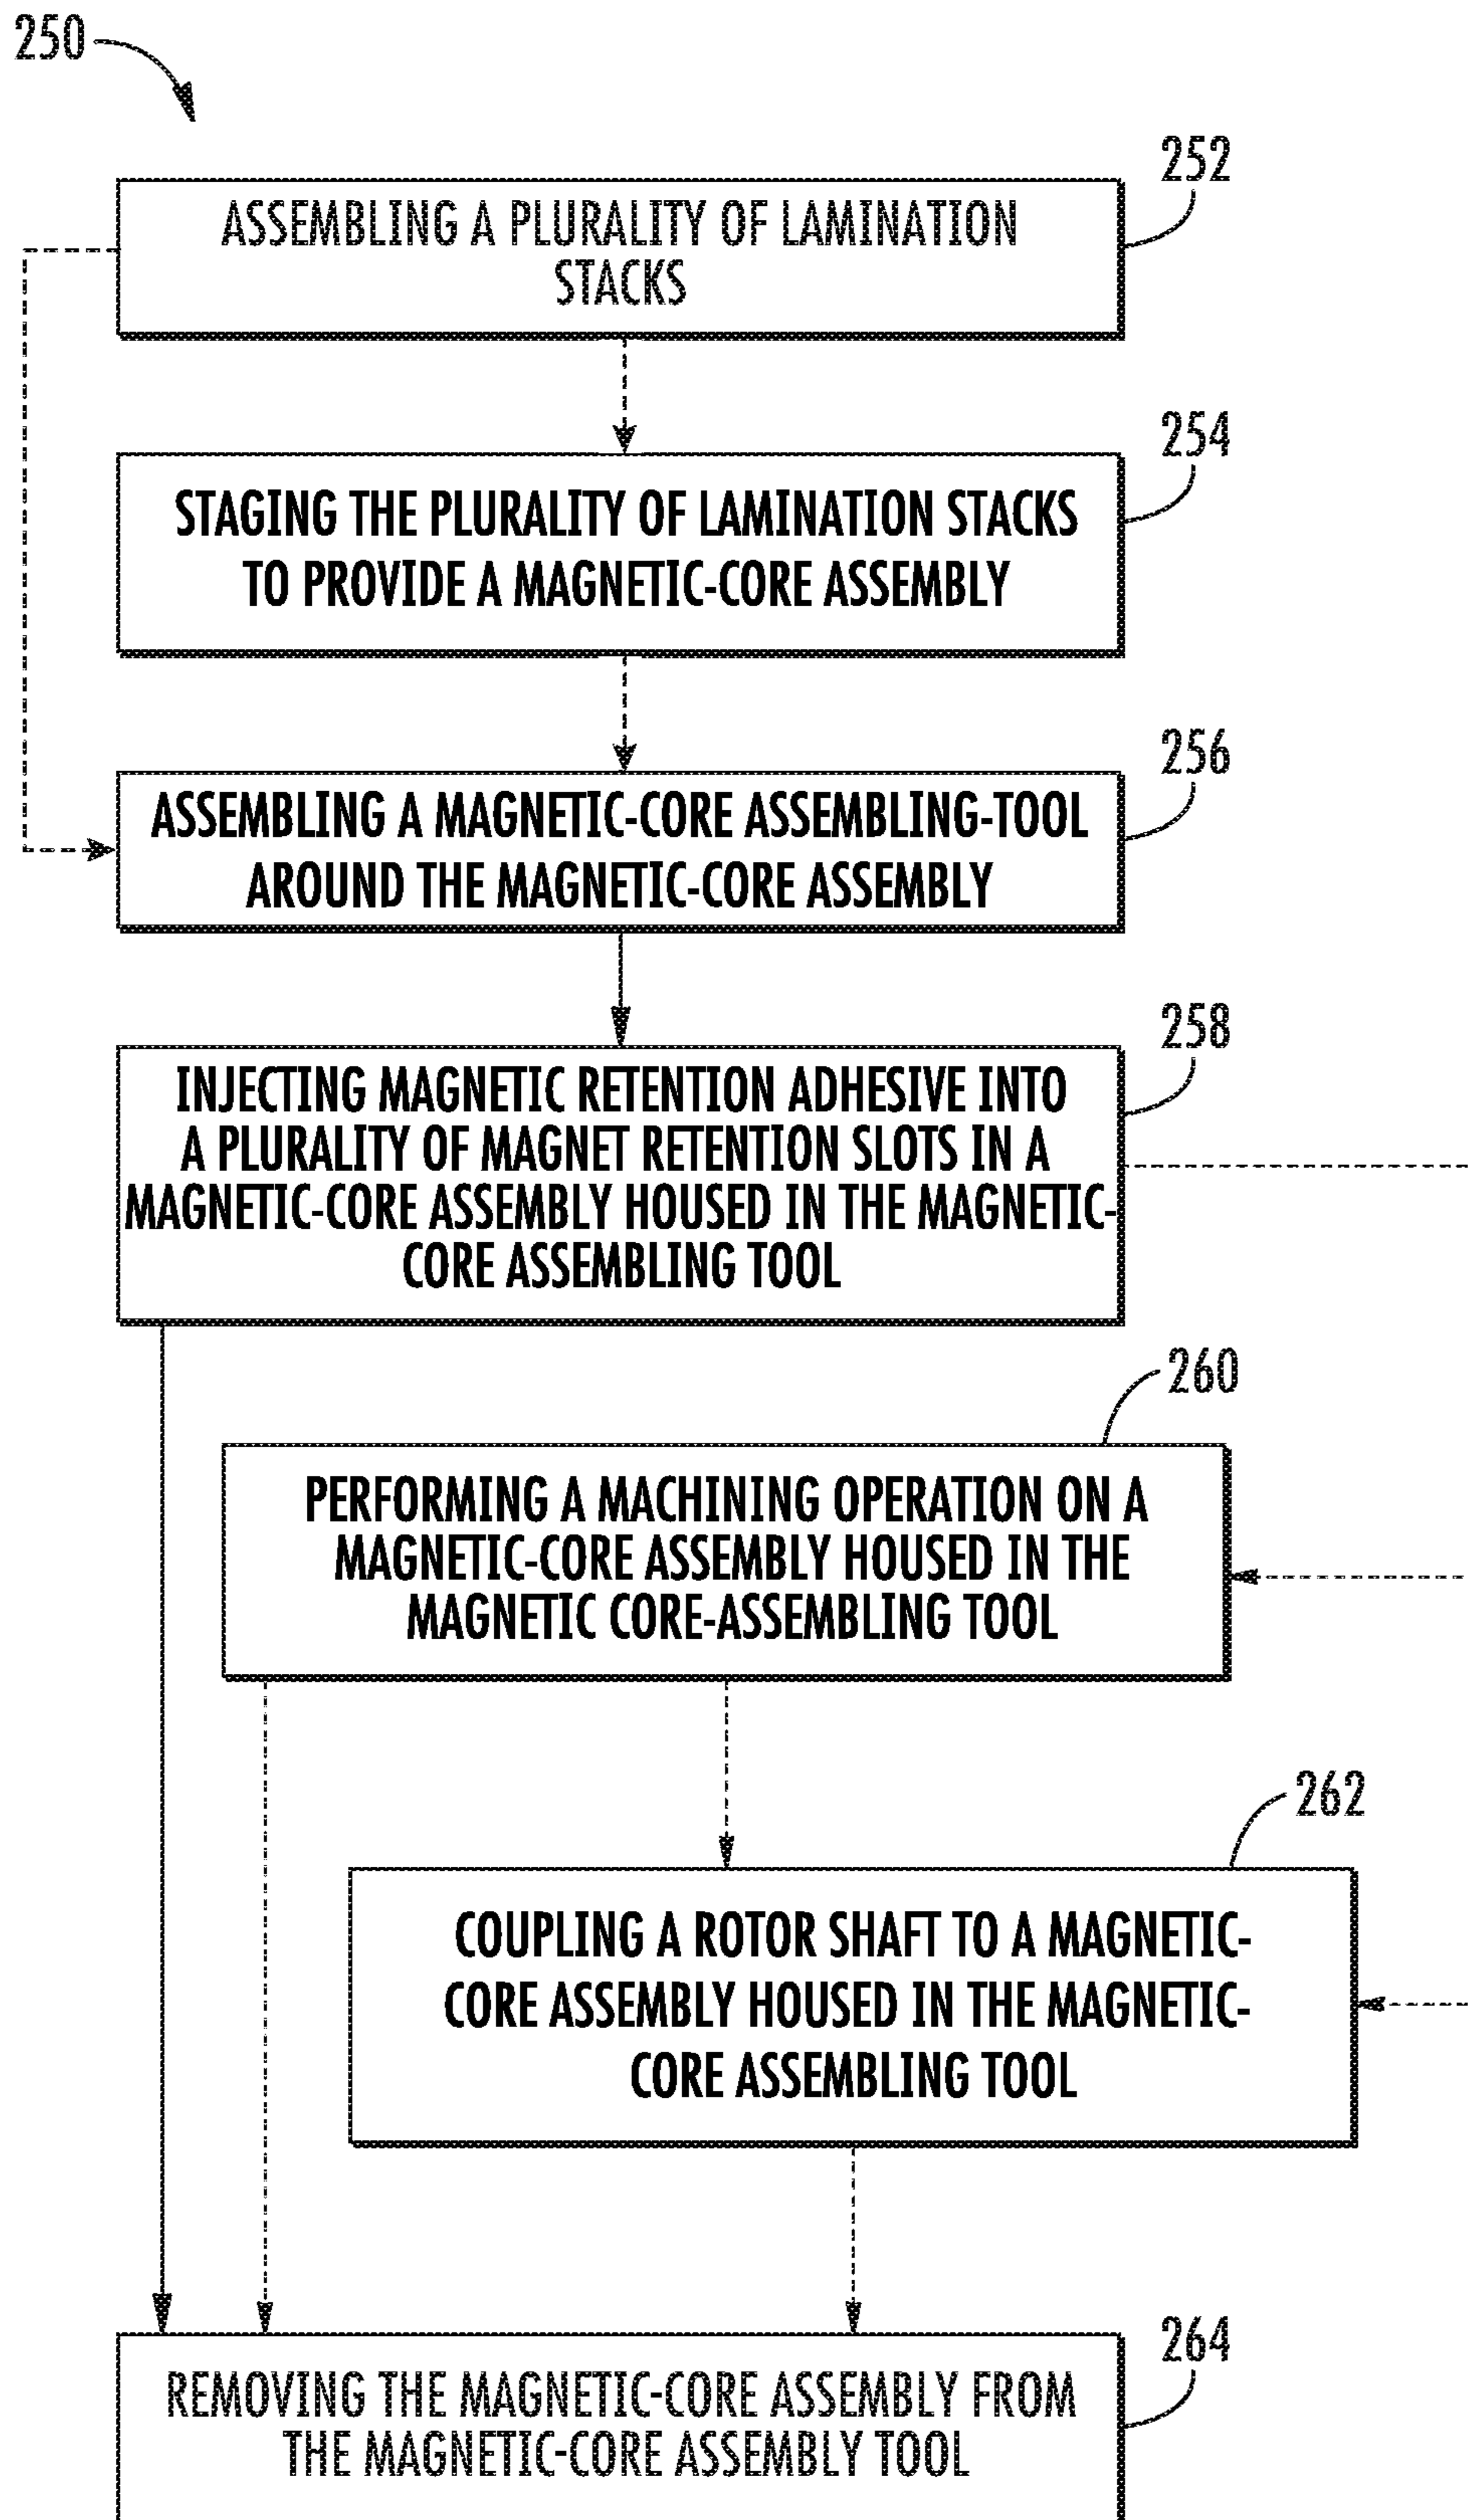 250
252
ASSEMBLING A PLURALITY OF LAMINATION
STACKS
254
STAGING THE PLURALITY OF LAMINATION STACKS
TO PROVIDE A MAGNETIC-CORE ASSEMBLY
256
ASSEMBLING A MAGNETIC-CORE ASSEMBLING-TOOL
AROUND THE MAGNETIC-CORE ASSEMBLY
258
INJECTING MAGNETIC RETENTION ADHESIVE INTO
A PLURALITY OF MAGNET RETENTION SLOTS IN A
MAGNETIC-CORE ASSEMBLY HOUSED IN THE MAGNETIC-
CORE ASSEMBLING TOOL
260
PERFORMING A MACHINING OPERATION ON A
MAGNETIC-CORE ASSEMBLY HOUSED IN THE
MAGNETIC CORE-ASSEMBLING TOOL
262
COUPLING A ROTOR SHAFT TO A MAGNETIC-
CORE ASSEMBLY HOUSED IN THE MAGNETIC-
CORE ASSEMBLING TOOL
264
REMOVING THE MAGNETIC-CORE ASSEMBLY FROM
THE MAGNETIC-CORE ASSEMBLY TOOL